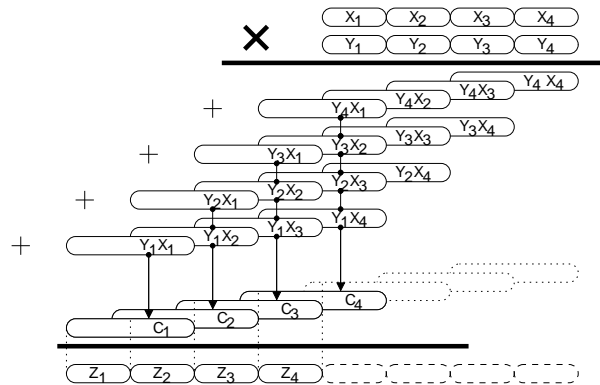 X1 X2 X3 X4
× Y1 Y2 Y3 Y4
Y4 X4
Y4X3
Y4X2
+ Y4X1
Y3X4
Y3X3
Y3X2
+ Y3X1
Y2X4
Y2X3
Y2X2
+ Y2X1
Y1X4
Y1X3
Y1X2
+ Y1X1
C4
C3
C2
C1
Z1 Z2 Z3 Z4